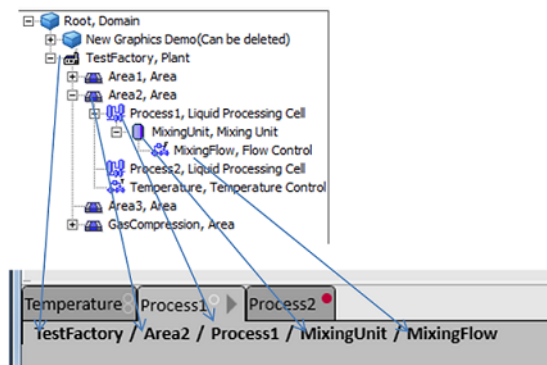 Root, Domain
New Graphics Demo(Can be deleted)
TestFactory, Plant
Area1, Area
Area2, Area
Process1, Liquid Processing Cell
MixingUnit, Mixing Unit
MixingFlow, Flow Control
Process2, Liquid Processing Cell
Temperature, Temperature Control
Area3, Area
GasCompression, Area
Temperature Process1 Process2
TestFactory / Area2 / Process1 / MixingUnit / MixingFlow